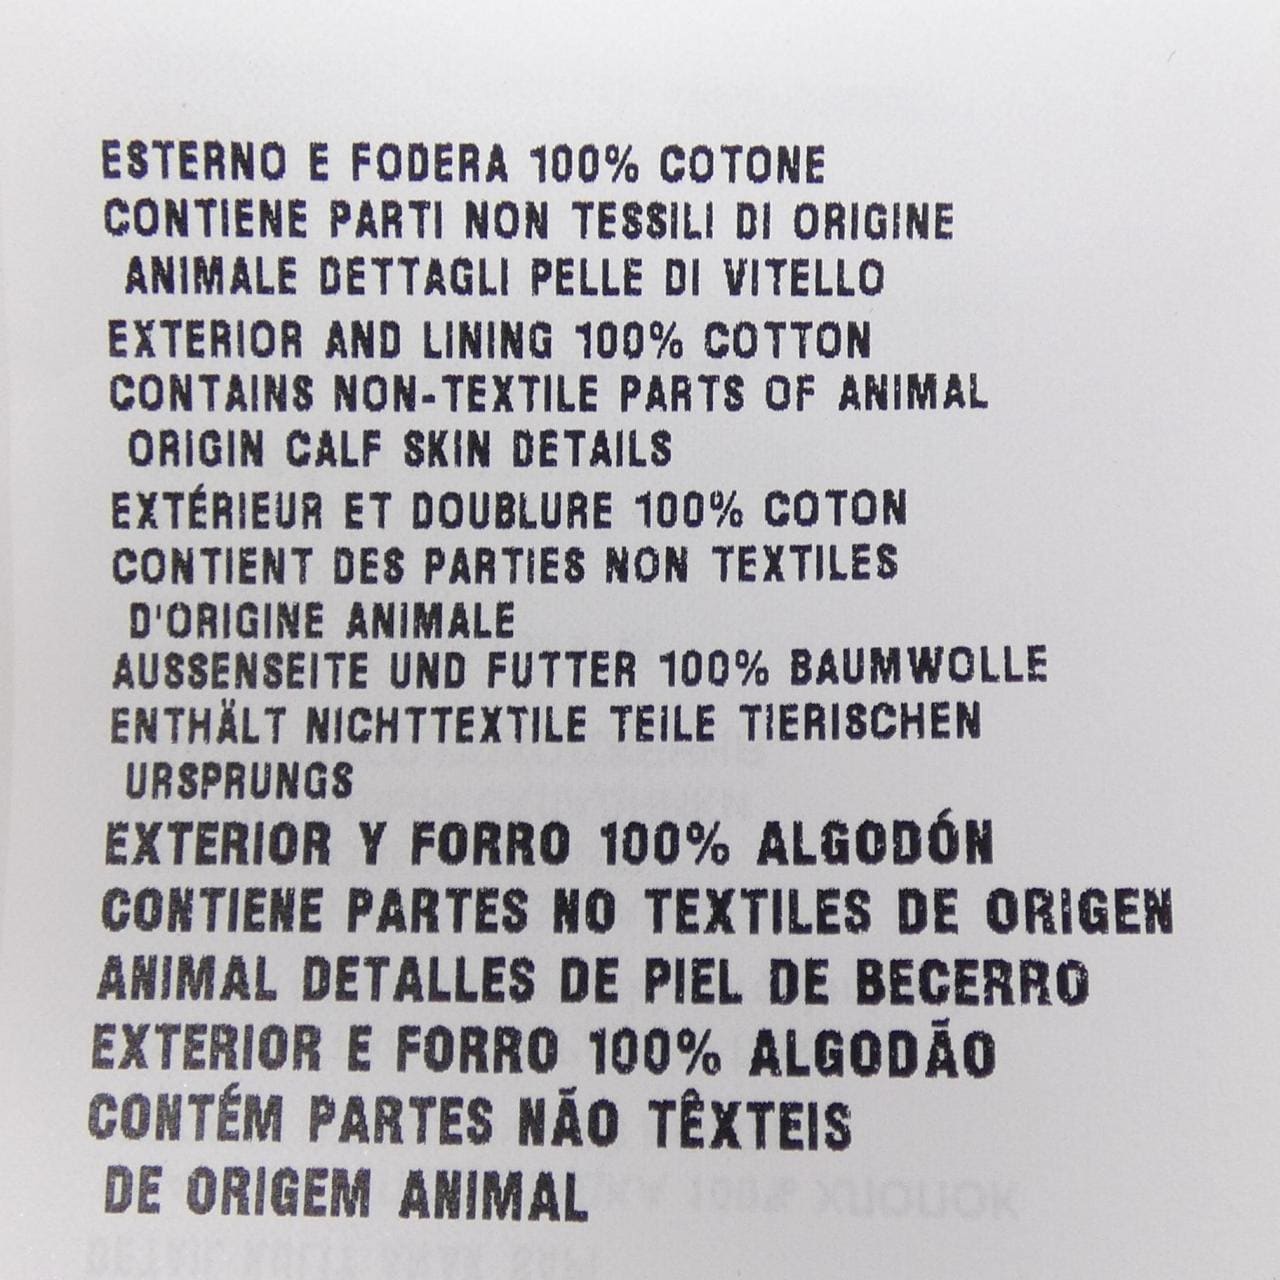 ESTERNO E FODERA 100% COTONE
CONTIENE PARTI NON TESSILI DI ORIGINE
ANIMALE DETTAGLI PELLE DI VITELLO
EXTERIOR AND LINING 100% COTTON
CONTAINS NON-TEXTILE PARTS OF ANIMAL
ORIGIN CALF SKIN DETAILS
EXTÉRIEUR ET DOUBLURE 100% COTON
CONTIENT DES PARTIES NON TEXTILES
D'ORIGINE ANIMALE
AUSSENSEITE UND FUTTER 100% BAUMWOLLE
ENTHÄLT NICHTTEXTILE TEILE TIERISCHEN
URSPRUNGS
EXTERIOR Y FORRO 100% ALGODÓN
CONTIENE PARTES NO TEXTILES DE ORIGEN
ANIMAL DETALLES DE PIEL DE BECERRO
EXTERIOR E FORRO 100% ALGODÃO
CONTÉM PARTES NÃO TÊXTEIS
DE ORIGEM ANIMAL